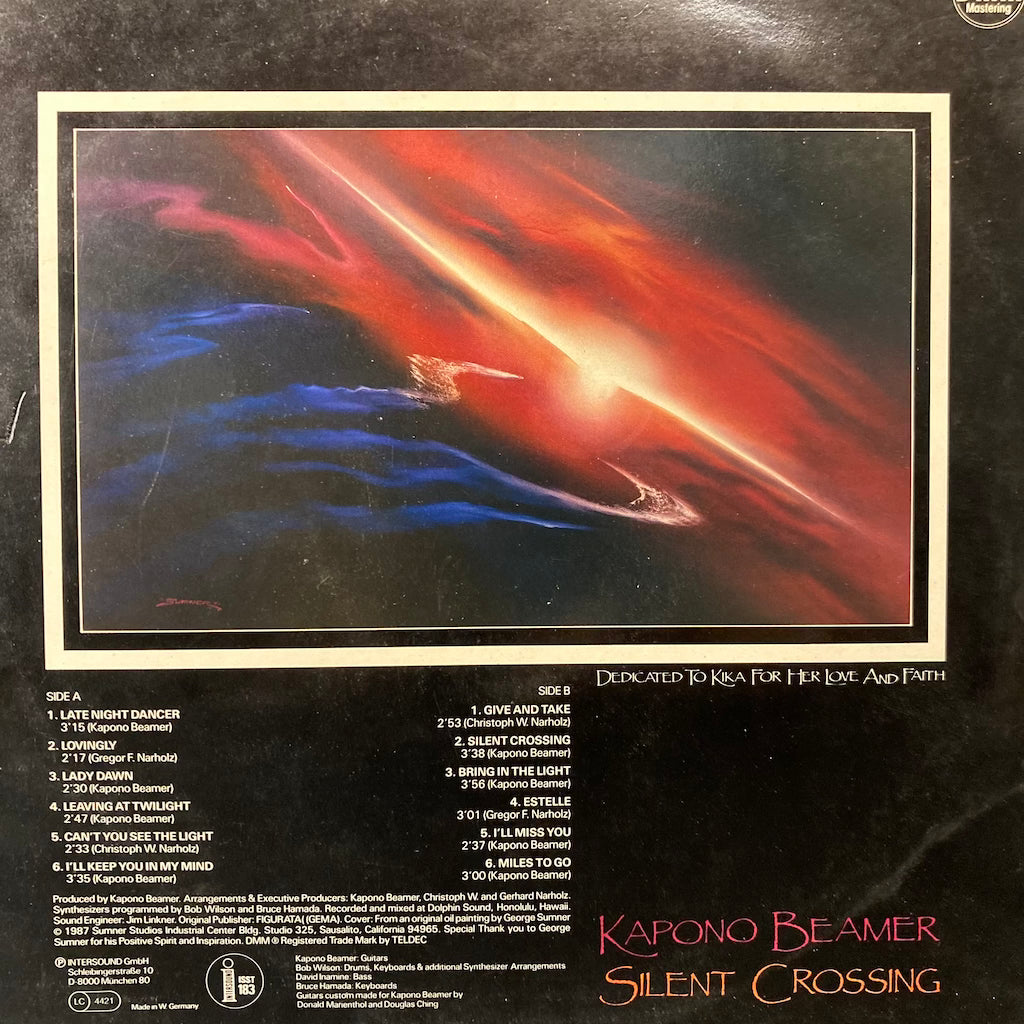 Mastering
SUMNER
DEDICATED TO KIKA FOR HER LOVE AND FAITH
SIDE A
1. LATE NIGHT DANCER
3'15 (Kapono Beamer)
2. LOVINGLY
2'17 (Gregor F. Narholz)
3. LADY DAWN
2'30 (Kapono Beamer)
4. LEAVING AT TWILIGHT
2'47 (Kapono Beamer)
5. CAN'T YOU SEE THE LIGHT
2'33 (Christoph W. Narholz)
6. I'LL KEEP YOU IN MY MIND
3'35 (Kapono Beamer)
SIDE B
1. GIVE AND TAKE
2'53 (Christoph W. Narholz)
2. SILENT CROSSING
3'38 (Kapono Beamer)
3. BRING IN THE LIGHT
3'56 (Kapono Beamer)
4. ESTELLE
3'01 (Gregor F. Narholz)
5. I'LL MISS YOU
2'37 (Kapono Beamer)
6. MILES TO GO
3'00 (Kapono Beamer)
Produced by Kapono Beamer. Arrangements & Executive Producers: Kapono Beamer, Christoph W. and Gerhard Narholz.
Synthesizers programmed by Bob Wilson and Bruce Hamada. Recorded and mixed at Dolphin Sound, Honolulu, Hawaii.
Sound Engineer: Jim Linkner. Original Publisher: FIGURATA( (GEMA). Cover: From an original oil painting by George Sumner
© 1987 Sumner Studios Industrial Center Bldg. Studio 325, Sausalito, California 94965. Special Thank you to George
Sumner for his Positive Spirit and Inspiration. DMM ® Registered Trade Mark by TELDEC
℗ INTERSOUND GmbH
Schleibingerstraße 10
D-8000 München 80
LC 4421
Made in W. Germany
INTERSOUND
ISST
183
Kapono Beamer: Guitars
Bob Wilson: Drums, Keyboards & additional Synthesizer Arrangements
David Inamine: Bass
Bruce Hamada: Keyboards
Guitars custom made for Kapono Beamer by
Donald Marienthol and Douglas Ching
KAPONO BEAMER
SILENT CROSSING